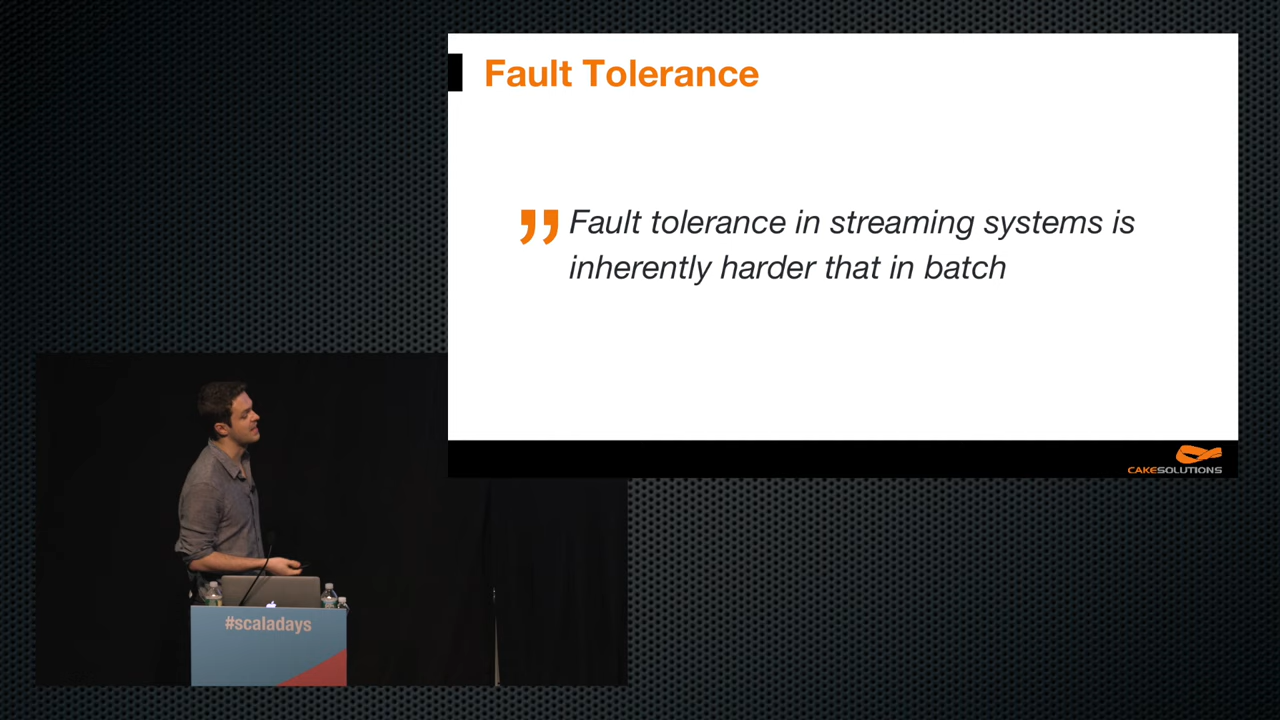 Fault Tolerance
” Fault tolerance in streaming systems is
inherently harder that in batch
CAKESOLUTIONS
#scaladays